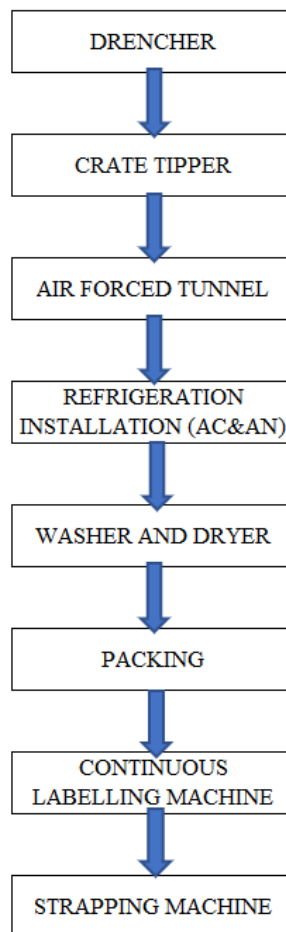 DRENCHER
CRATE TIPPER
AIR FORCED TUNNEL
REFRIGERATION
INSTALLATION (AC&AN)
WASHER AND DRYER
PACKING
CONTINUOUS
LABELLING MACHINE
STRAPPING MACHINE